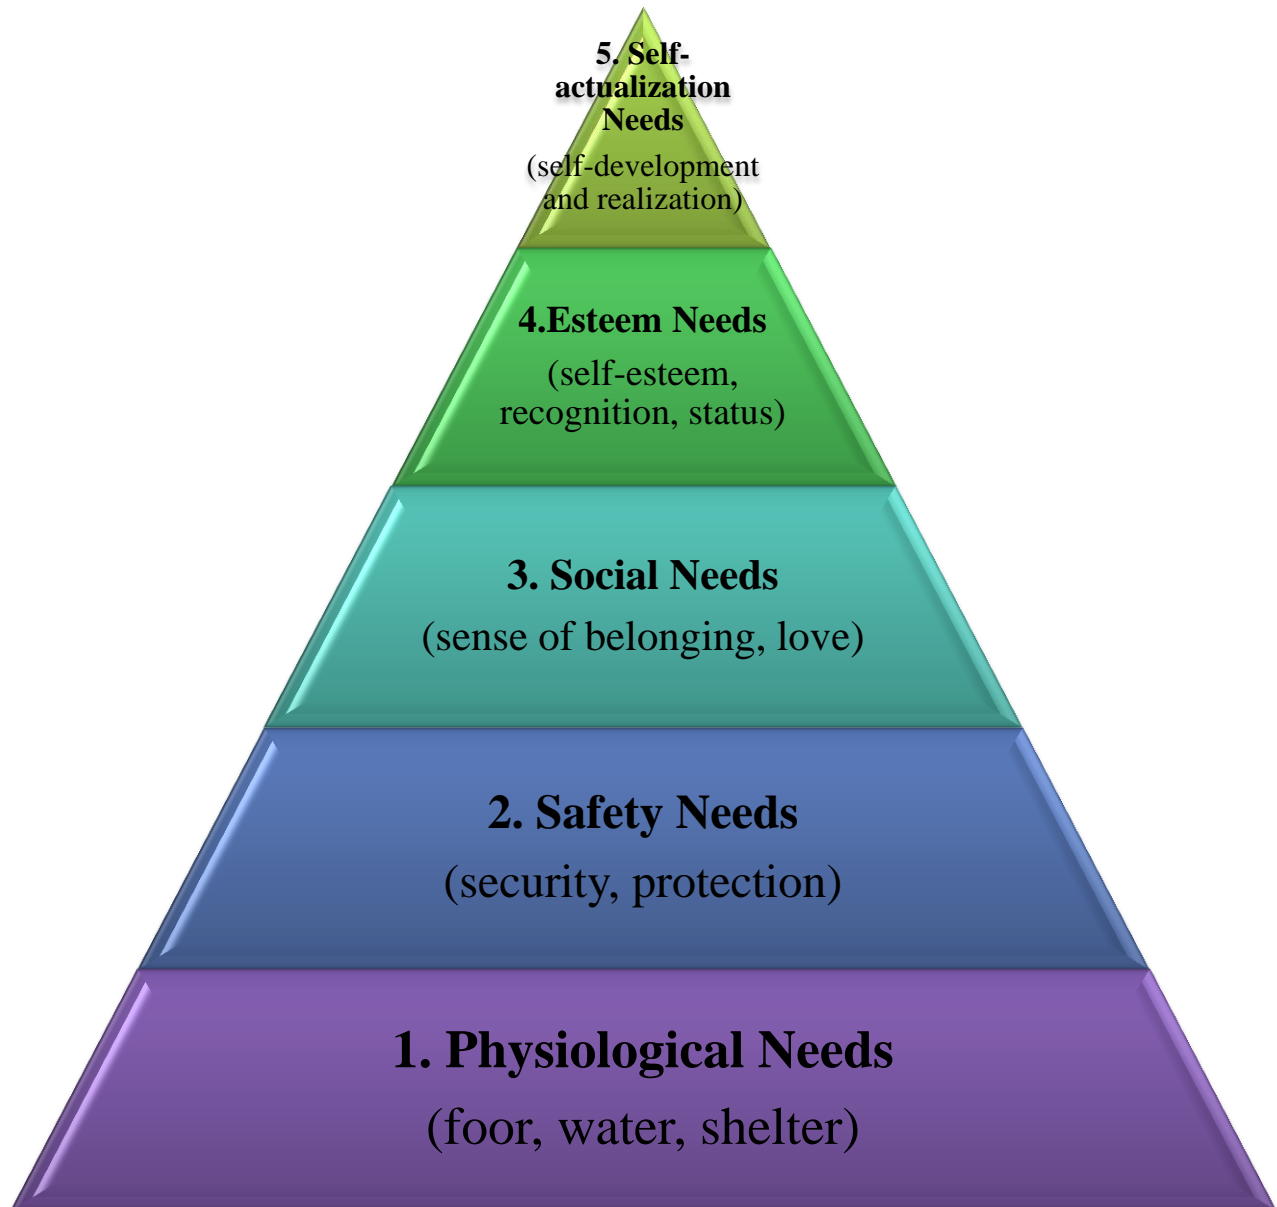 5. Self-
actualization
Needs
(self-development
and realization)
4.Esteem Needs
(self-esteem,
recognition, status)
3. Social Needs
(sense of belonging, love)
2. Safety Needs
(security, protection)
1. Physiological Needs
(foor, water, shelter)